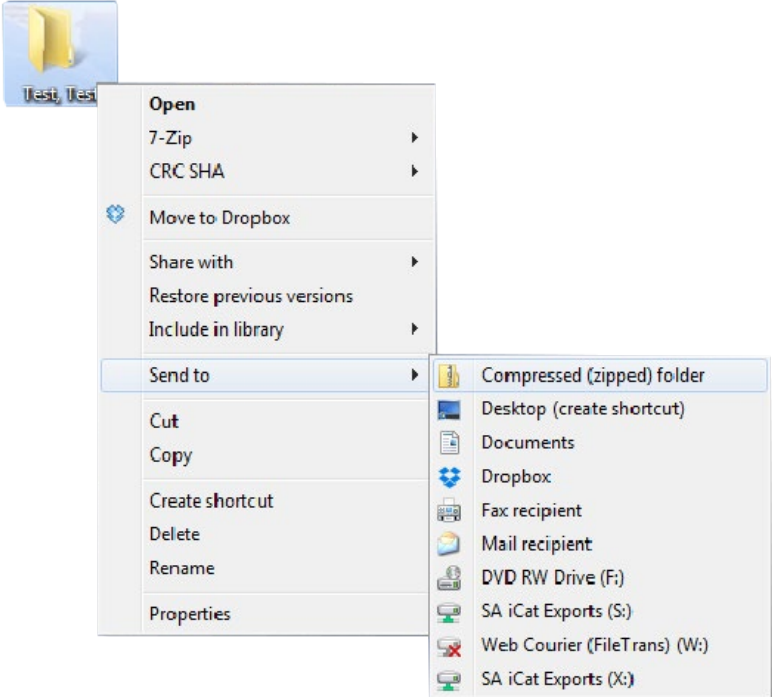 Test, Test
Open
7-Zip
CRC SHA
Move to Dropbox
Share with
Restore previous versions
Include in library
Send to
Compressed (zipped) folder
Desktop (create shortcut)
Documents
Dropbox
Fax recipient
Mail recipient
DVD RW Drive (F:)
SA iCat Exports (S:)
Web Courier (FileTrans) (W:)
SA iCat Exports (X:)
Cut
Copy
Create shortcut
Delete
Rename
Properties